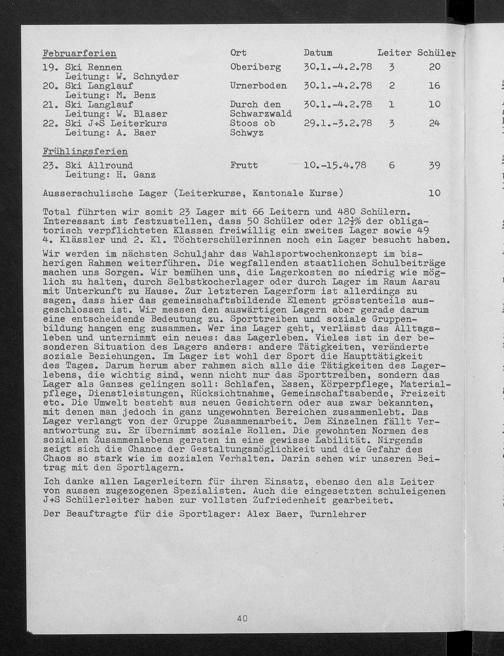 Februarferien Ort Datum Leiter Schüler
19. Ski Rennen Oberiberg 30.1.-4.2.78 3 20
Leitung: W. Schnyder
20. Ski Langlauf Urnerboden 30.1.-4.2.78 2 16
Leitung: M. Benz
21. Ski Langlauf Durch den 30.1.-4.2.78 1 10
Leitung: W. Blaser Schwarzwald
22. Ski J+S Leiterkurs Stoos ob 29.1.-3.2.78 3 24
Leitung: A. Baer Schwyz
Frühlingsferien
23. Ski Allround Frutt 10.-15.4.78 6 39
Leitung: H. Ganz
Ausserschulische Lager (Leiterkurse, Kantonale Kurse) 10
Total führten wir somit 23 Lager mit 66 Leitern und 480 Schülern.
Interessant ist festzustellen, dass 50 Schüler oder 12½% der obliga-
torisch verpflichteten Klassen freiwillig ein zweites Lager sowie 49
4. Klässler und 2. Kl. Töchterschülerinnen noch ein Lager besucht haben.
Wir werden im nächsten Schuljahr das Wahlsportwochenkonzept im bis-
herigen Rahmen weiterführen. Die wegfallenden staatlichen Schulbeiträge
machen uns Sorgen. Wir bemühen uns, die Lagerkosten so niedrig wie mög-
lich zu halten, durch Selbstkocherlager oder durch Lager im Raum Aarau
mit Unterkunft zu Hause. Zur letzteren Lagerform ist allerdings zu
sagen, dass hier das gemeinschaftsbildende Element grösstenteils aus-
geschlossen ist. Wir messen den auswärtigen Lagern aber gerade darum
eine entscheidende Bedeutung zu. Sporttreiben und soziale Gruppen-
bildung hangen eng zusammen. Wer ins Lager geht, verlässt das Alltags-
leben und unternimmt ein neues: das Lagerleben. Vieles ist in der be-
sonderen Situation des Lagers anders: andere Tätigkeiten, veränderte
soziale Beziehungen. Im Lager ist wohl der Sport die Haupttätigkeit
des Tages. Darum herum aber rahmen sich alle die Tätigkeiten des Lager-
lebens, die wichtig sind, wenn nicht nur das Sporttreiben, sondern das
Lager als Ganzes gelingen soll: Schlafen, Essen, Körperpflege, Material-
pflege, Dienstleistungen, Rücksichtnahme, Gemeinschaftsabende, Freizeit
etc. Die Umwelt besteht aus neuen Gesichtern oder aus zwar bekannten,
mit denen man jedoch in ganz ungewohnten Bereichen zusammenlebt. Das
Lager verlangt von der Gruppe Zusammenarbeit. Dem Einzelnen fällt Ver-
antwortung zu. Er übernimmt soziale Rollen. Die gewohnten Normen des
sozialen Zusammenlebens geraten in eine gewisse Labilität. Nirgends
zeigt sich die Chance der Gestaltungsmöglichkeit und die Gefahr des
Chaos so stark wie im sozialen Verhalten. Darin sehen wir unseren Bei-
trag mit den Sportlagern.
Ich danke allen Lagerleitern für ihren Einsatz, ebenso den als Leiter
von aussen zugezogenen Spezialisten. Auch die eingesetzten schuleigenen
J+S Schülerleiter haben zur vollsten Zufriedenheit gearbeitet.
Der Beauftragte für die Sportlager: Alex Baer, Turnlehrer
40